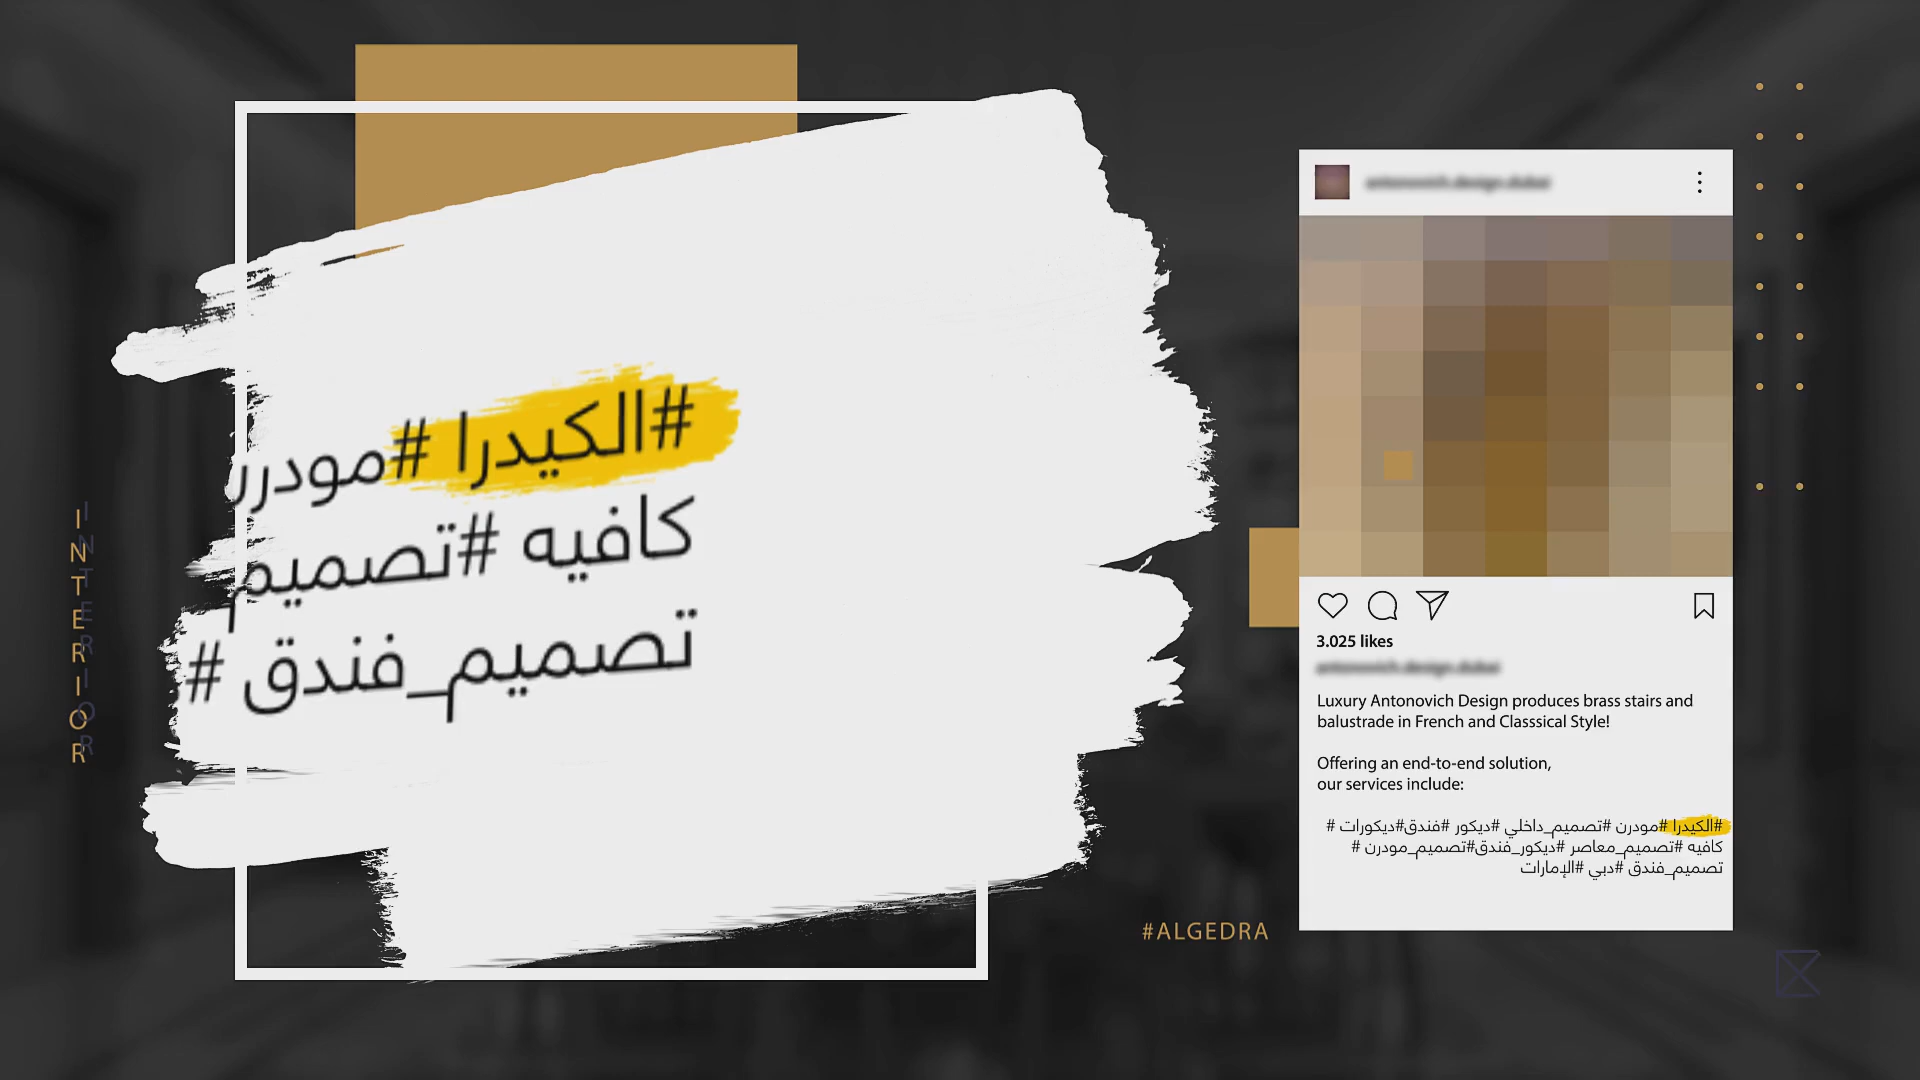 #الكيدرا #مودرن
كافيه #تصميم
تصميم_فندق #
INTERIOR
3.025 likes
Luxury Antonovich Design produces brass stairs and
balustrade in French and Classsical Style!
Offering an end-to-end solution,
our services include:
#الكيدرا #مودرن #تصميم_داخلي #ديكور #فندق#ديكورات #
كافيه #تصميم_معاصر #ديكور_فندق#تصميم_مودرن #
تصميم_فندق #دبي #الإمارات
#ALGEDRA